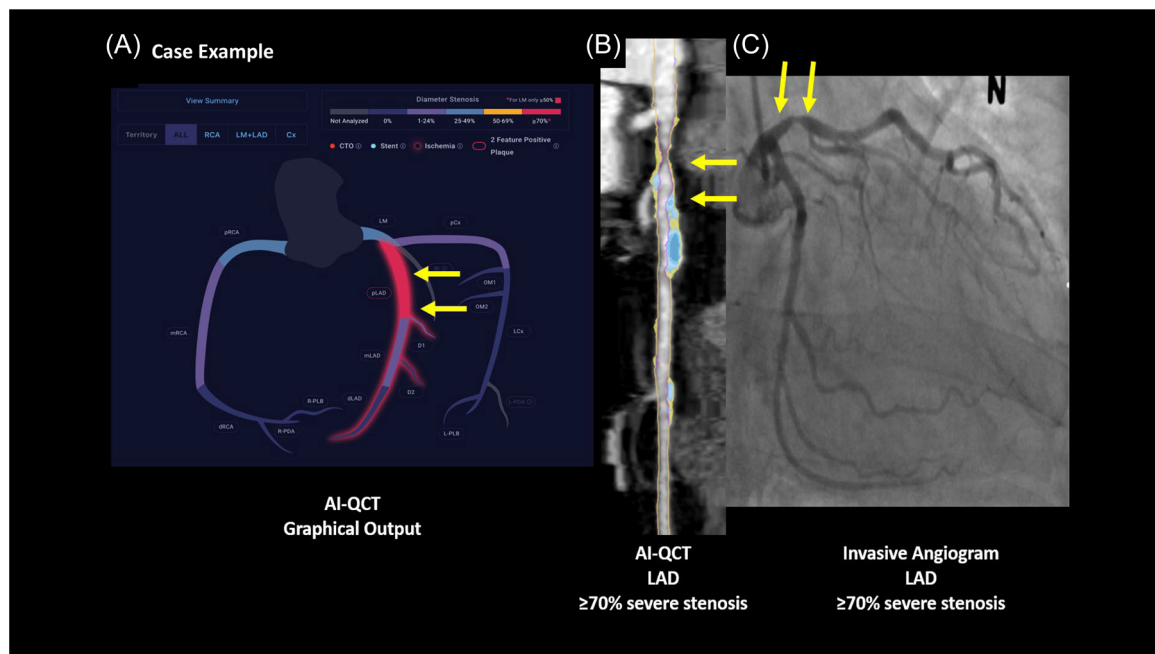 (A) Case Example
(B)
(C)
View Summary
Diameter Stenosis
*For LM only ≥50%
Not Analyzed 0% 1-24% 25-49% 50-69% ≥70%*
Territory ALL RCA LM+LAD Cx
CTO Stent Ischemia 2 Feature Positive
Plaque
N
LM
pCx
pRCA
OM1
pLAD
OM2
mRCA
LCx
D1
mLAD
D2
dLAD
R-PLB
L-PDA
dRCA
R-PDA
L-PLB
AI-QCT
Graphical Output
AI-QCT
LAD
≥70% severe stenosis
Invasive Angiogram
LAD
≥70% severe stenosis